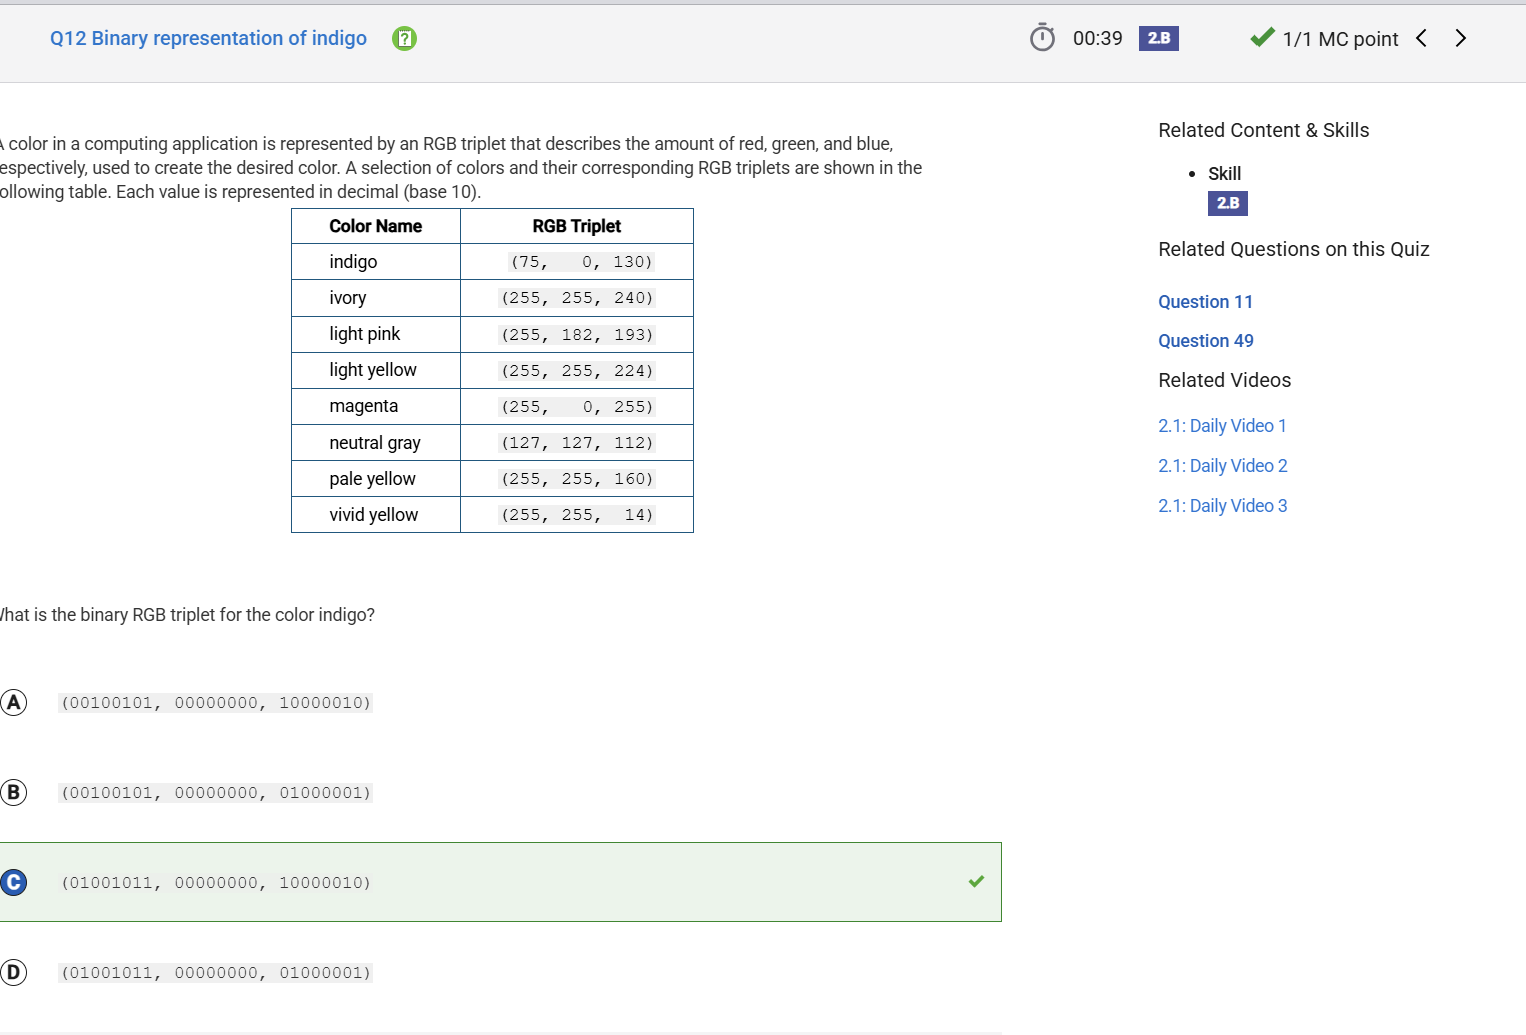 Q12 Binary representation of indigo
00:39 2.B 1/1 MC point
A color in a computing application is represented by an RGB triplet that describes the amount of red, green, and blue,
espectively, used to create the desired color. A selection of colors and their corresponding RGB triplets are shown in the
ollowing table. Each value is represented in decimal (base 10).
Color Name RGB Triplet
indigo (75, 0, 130)
ivory (255, 255, 240)
light pink (255, 182, 193)
light yellow (255, 255, 224)
magenta (255, 0, 255)
neutral gray (127, 127, 112)
pale yellow (255, 255, 160)
vivid yellow (255, 255, 14)
hat is the binary RGB triplet for the color indigo?
A (00100101, 00000000, 10000010)
B (00100101, 00000000, 01000001)
C (01001011, 00000000, 10000010)
D (01001011, 00000000, 01000001)
Related Content & Skills
• Skill
2.B
Related Questions on this Quiz
Question 11
Question 49
Related Videos
2.1: Daily Video 1
2.1: Daily Video 2
2.1: Daily Video 3